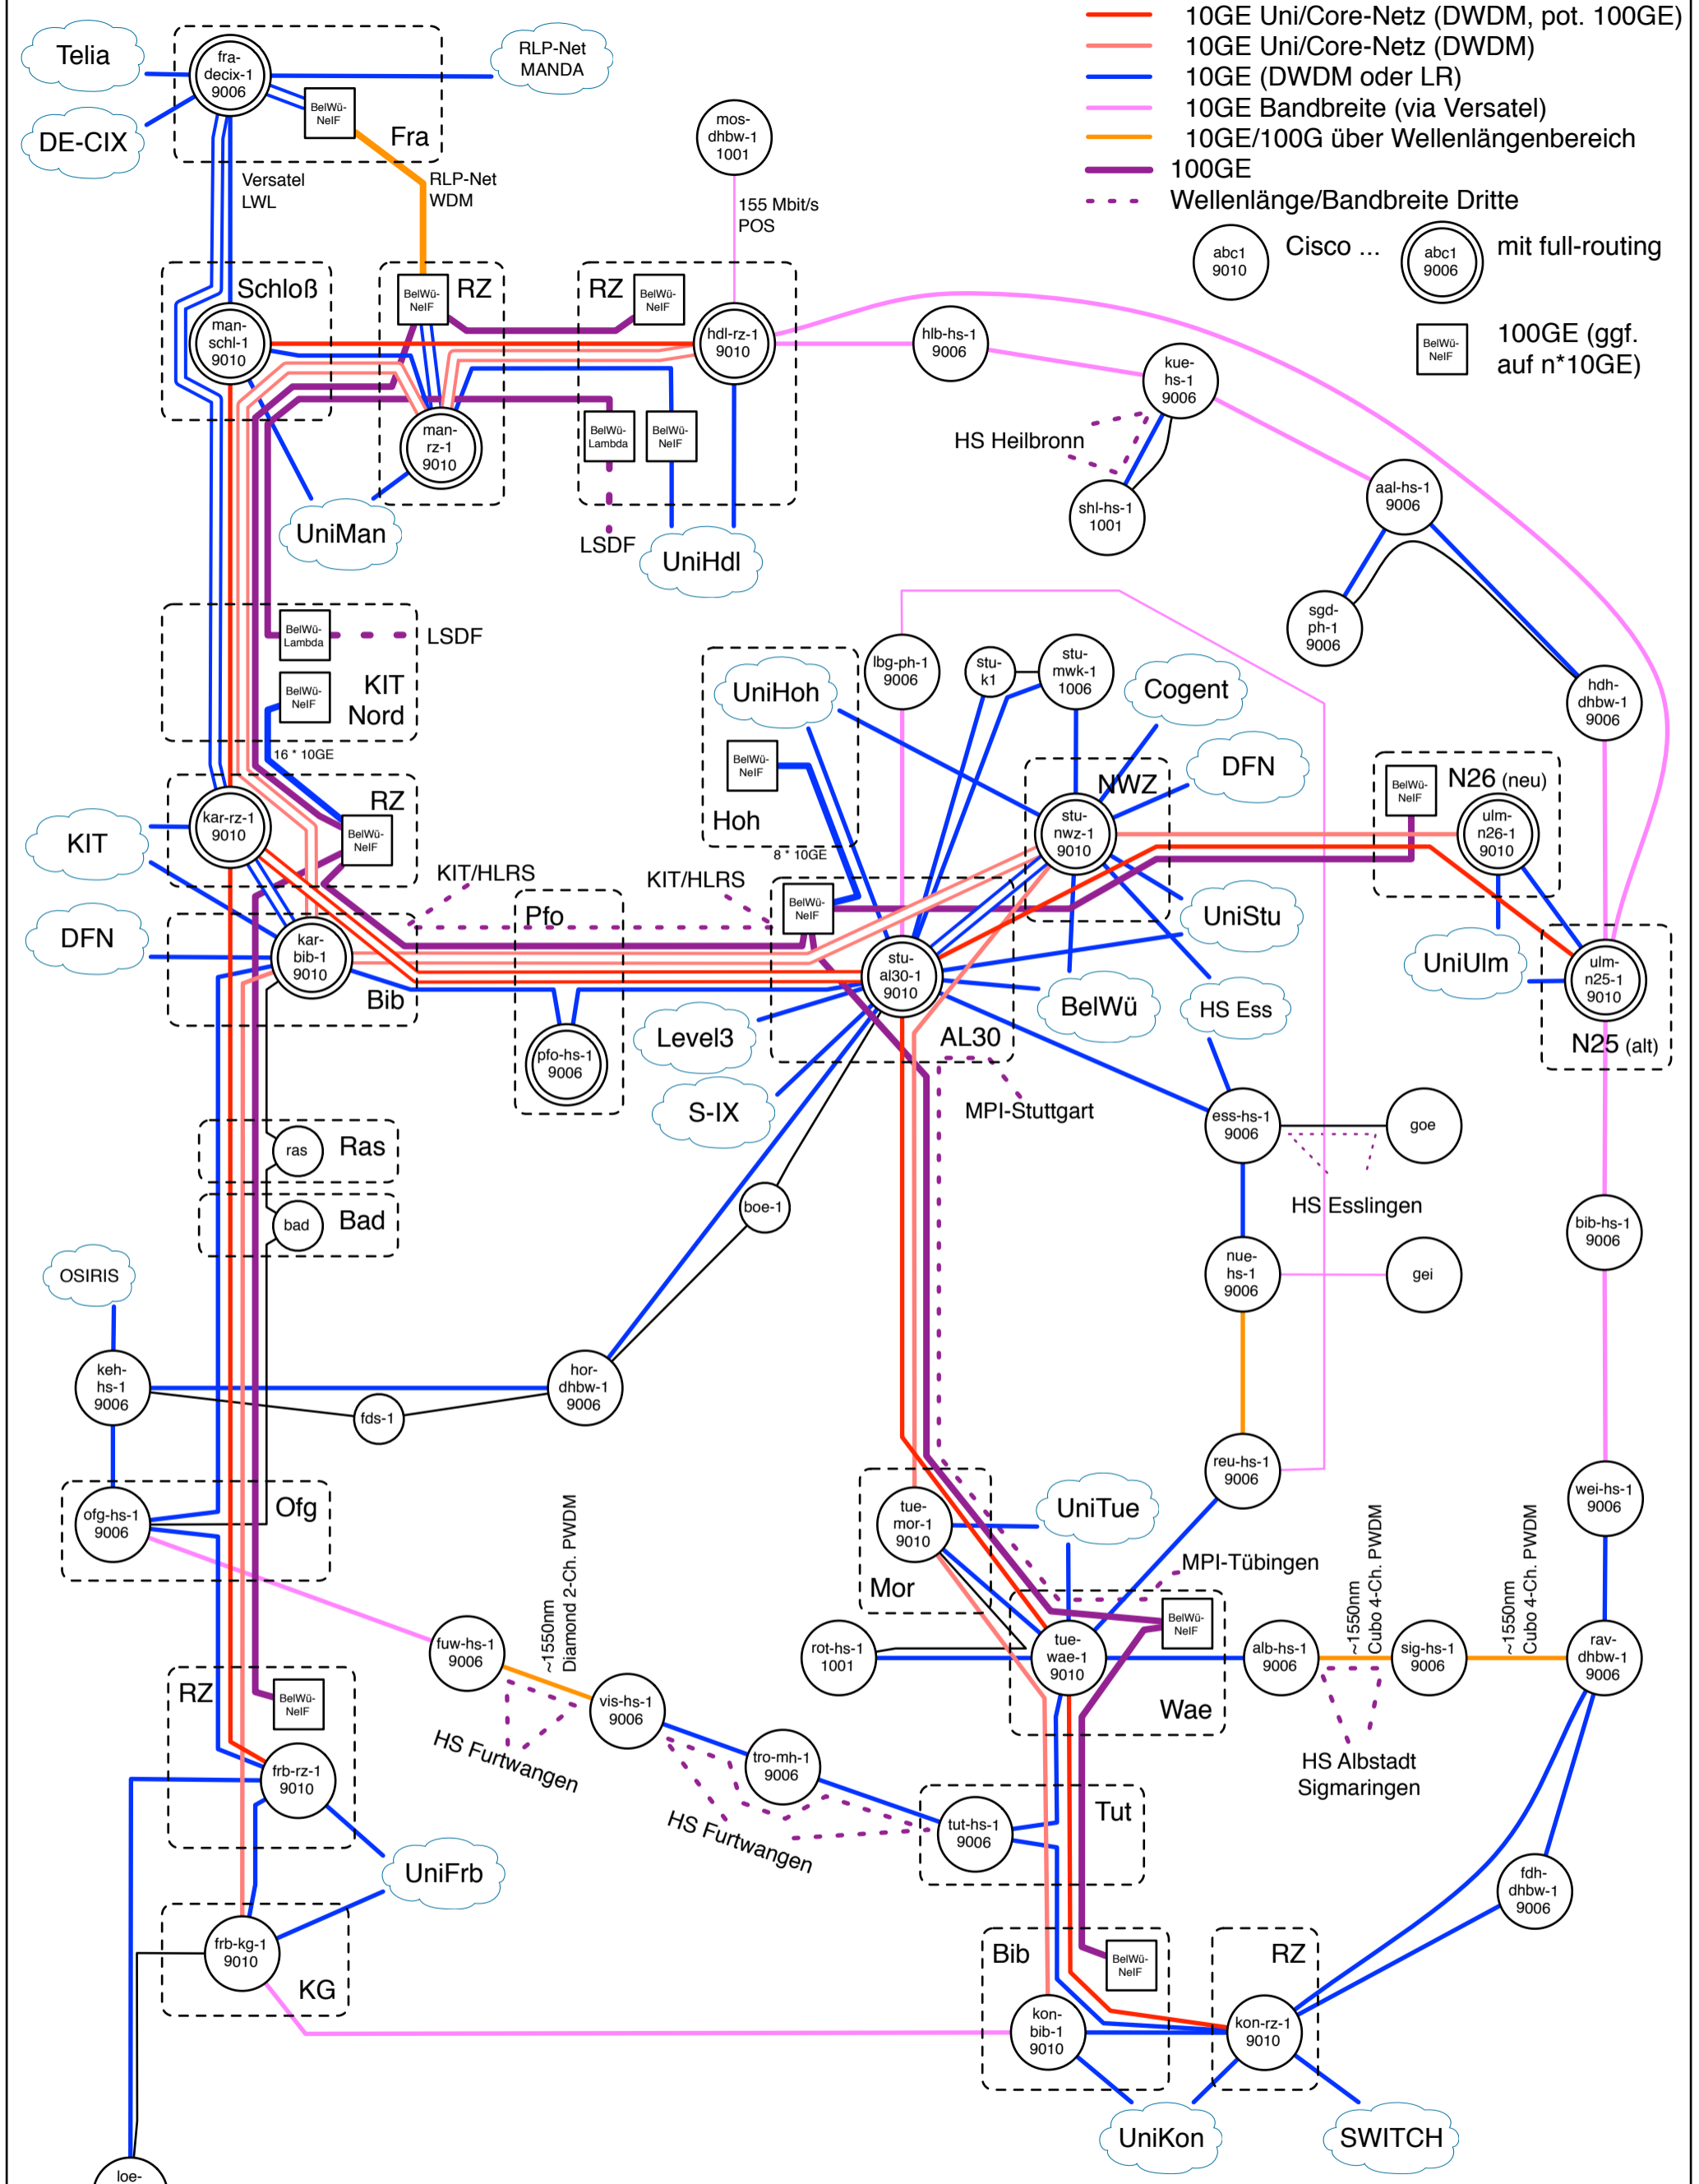 10GE Uni/Core-Netz (DWDM, pot. 100GE)
10GE Uni/Core-Netz (DWDM)
10GE (DWDM oder LR)
10GE Bandbreite (via Versatel)
10GE/100G über Wellenlängenbereich
100GE
Wellenlänge/Bandbreite Dritte
abc1
9010
Cisco ...
abc1
9006
mit full-routing
BelWü-
NeIF
100GE (ggf.
auf n*10GE)
Telia
fra-
decix-1
9006
RLP-Net
MANDA
BelWü-
NeIF
Fra
DE-CIX
Versatel
LWL
RLP-Net
WDM
mos-
dhbw-1
1001
155 Mbit/s
POS
Schloß
man-
schl-1
9010
BelWü-
NeIF
RZ
man-
rz-1
9010
RZ
BelWü-
NeIF
hdl-rz-1
9010
BelWü-
Lambda
BelWü-
NeIF
hlb-hs-1
9006
kue-
hs-1
9006
HS Heilbronn
shl-hs-1
1001
aal-hs-1
9006
UniMan
LSDF
UniHdl
sgd-
ph-1
9006
BelWü-
Lambda
LSDF
BelWü-
NeIF
KIT
Nord
16 * 10GE
UniHoh
lbg-ph-1
9006
stu-
k1
stu-
mwk-1
1006
Cogent
hdh-
dhbw-1
9006
BelWü-
NeIF
Hoh
8 * 10GE
NWZ
DFN
stu-
nwz-1
9010
BelWü-
NeIF
N26 (neu)
ulm-
n26-1
9010
RZ
kar-rz-1
9010
BelWü-
NeIF
KIT
KIT/HLRS
KIT/HLRS
Pfo
BelWü-
NeIF
UniStu
DFN
kar-
bib-1
9010
Bib
stu-
al30-1
9010
UniUlm
ulm-
n25-1
9010
N25 (alt)
BelWü
HS Ess
Level3
AL30
pfo-hs-1
9006
S-IX
MPI-Stuttgart
ess-hs-1
9006
goe
HS Esslingen
ras
Ras
bad
Bad
boe-1
bib-hs-1
9006
nue-
hs-1
9006
gei
OSIRIS
keh-
hs-1
9006
fds-1
hor-
dhbw-1
9006
reu-hs-1
9006
wei-hs-1
9006
ofg-hs-1
9006
Ofg
tue-
mor-1
9010
Mor
UniTue
MPI-Tübingen
~1550nm
Diamond 2-Ch. PWDM
~1550nm
Cubo 4-Ch. PWDM
~1550nm
Cubo 4-Ch. PWDM
fuw-hs-1
9006
rot-hs-1
1001
tue-
wae-1
9010
BelWü-
NeIF
Wae
alb-hs-1
9006
sig-hs-1
9006
rav-
dhbw-1
9006
RZ
BelWü-
NeIF
vis-hs-1
9006
HS Furtwangen
tro-mh-1
9006
HS Albstadt
Sigmaringen
frb-rz-1
9010
HS Furtwangen
tut-hs-1
9006
Tut
UniFrb
fdh-
dhbw-1
9006
frb-kg-1
9010
KG
Bib
BelWü-
NeIF
RZ
kon-
bib-1
9010
kon-rz-1
9010
UniKon
SWITCH
loe-